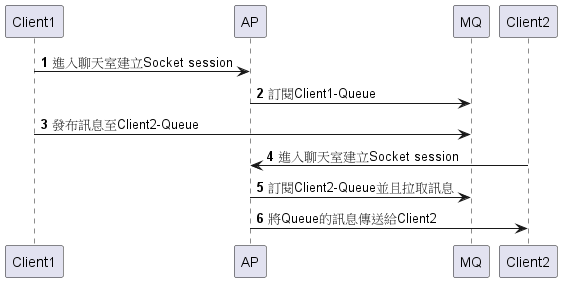 Client1 AP MQ Client2
1 進入聊天室建立Socket session
2 訂閱Client1-Queue
3 發布訊息至Client2-Queue
4 進入聊天室建立Socket session
5 訂閱Client2-Queue並且拉取訊息
6 將Queue的訊息傳送給Client2
Client1 AP MQ Client2